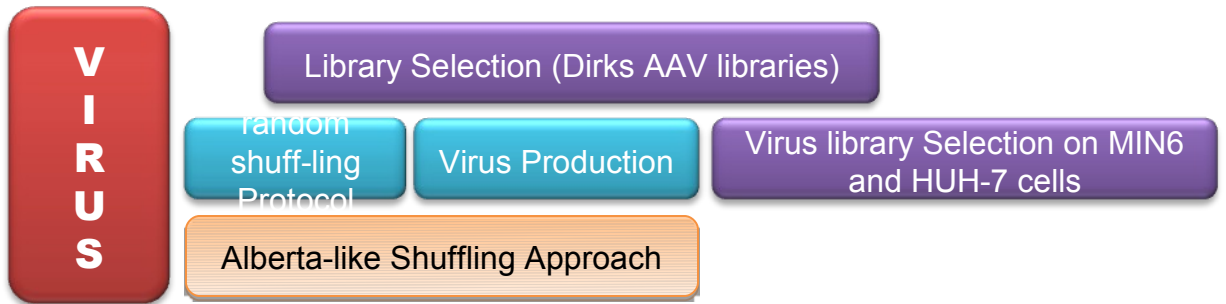 VIRUS
Library Selection (Dirks AAV libraries)
random
shuff-ling
Protocol
Virus Production
Virus library Selection on MIN6
and HUH-7 cells
Alberta-like Shuffling Approach